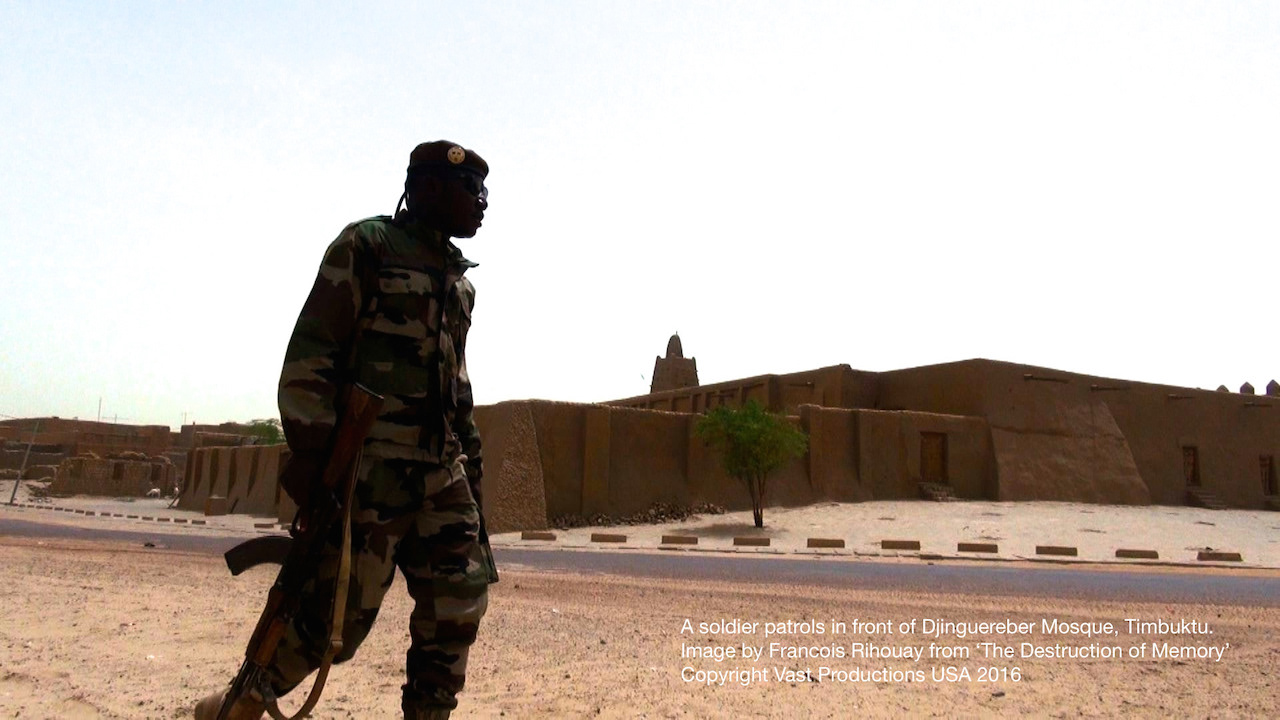 A soldier patrols in front of Djinguereber Mosque, Timbuktu.
Image by Francois Rihouay from ‘The Destruction of Memory’
Copyright Vast Productions USA 2016